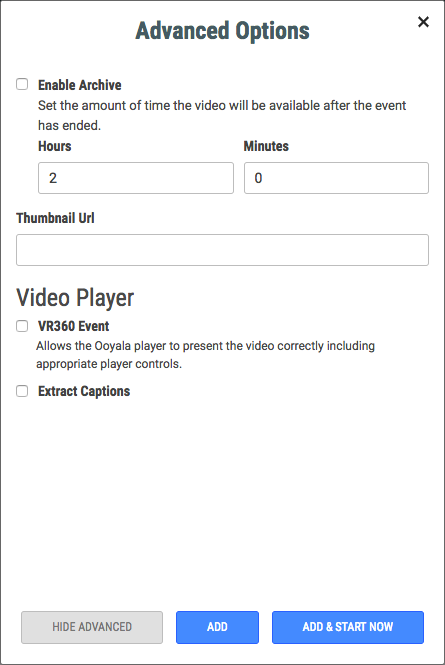 Advanced Options
Enable Archive
Set the amount of time the video will be available after the event
has ended.
Hours Minutes
2 0
Thumbnail Url
Video Player
VR360 Event
Allows the Ooyala player to present the video correctly including
appropriate player controls.
Extract Captions
HIDE ADVANCED ADD ADD & START NOW